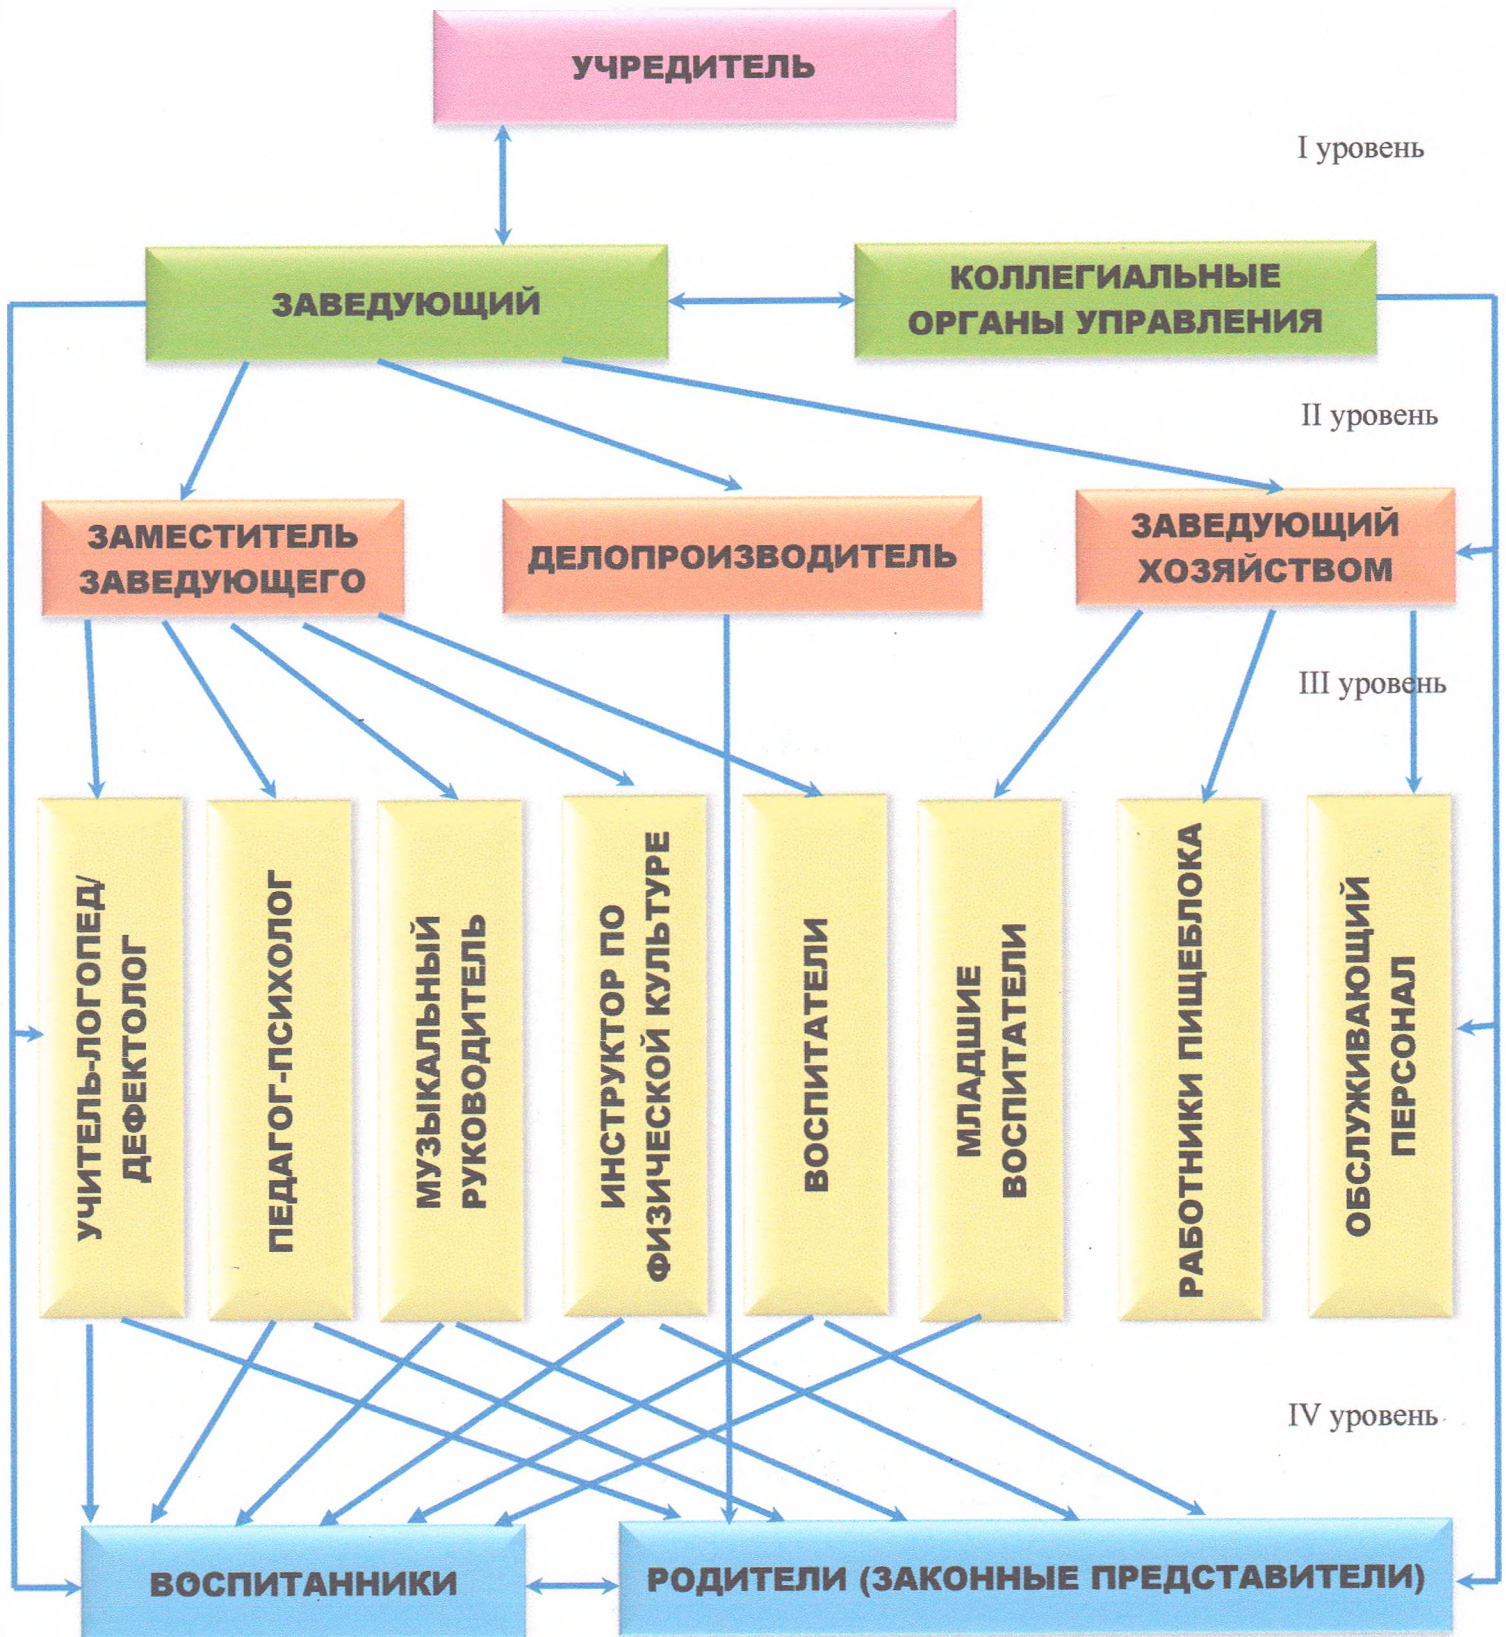 УЧРЕДИТЕЛЬ
I уровень
ЗАВЕДУЮЩИЙ
КОЛЛЕГИАЛЬНЫЕ
ОРГАНЫ УПРАВЛЕНИЯ
II уровень
ЗАМЕСТИТЕЛЬ
ЗАВЕДУЮЩЕГО
ДЕЛОПРОИЗВОДИТЕЛЬ
ЗАВЕДУЮЩИЙ
ХОЗЯЙСТВОМ
III уровень
УЧИТЕЛЬ-ЛОГОПЕД/
ДЕФЕКТОЛОГ
ПЕДАГОГ-ПСИХОЛОГ
МУЗЫКАЛЬНЫЙ
РУКОВОДИТЕЛЬ
ИНСТРУКТОР ПО
ФИЗИЧЕСКОЙ КУЛЬТУРЕ
ВОСПИТАТЕЛИ
МЛАДШИЕ
ВОСПИТАТЕЛИ
РАБОТНИКИ ПИЩЕБЛОКА
ОБСЛУЖИВАЮЩИЙ
ПЕРСОНАЛ
IV уровень
ВОСПИТАННИКИ
РОДИТЕЛИ (ЗАКОННЫЕ ПРЕДСТАВИТЕЛИ)